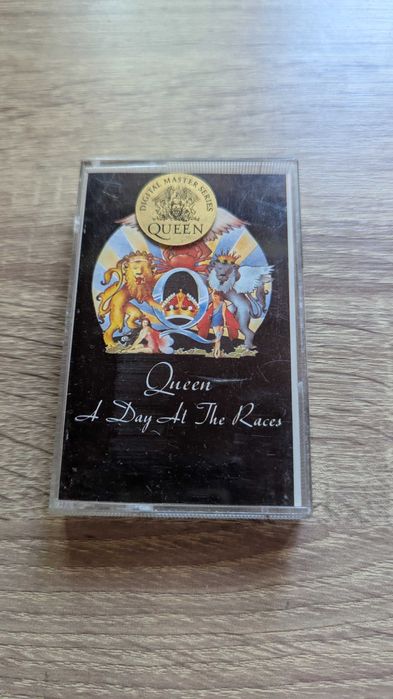 DIGITAL MASTER SERIES
QUEEN
Queen
A Day At The Races